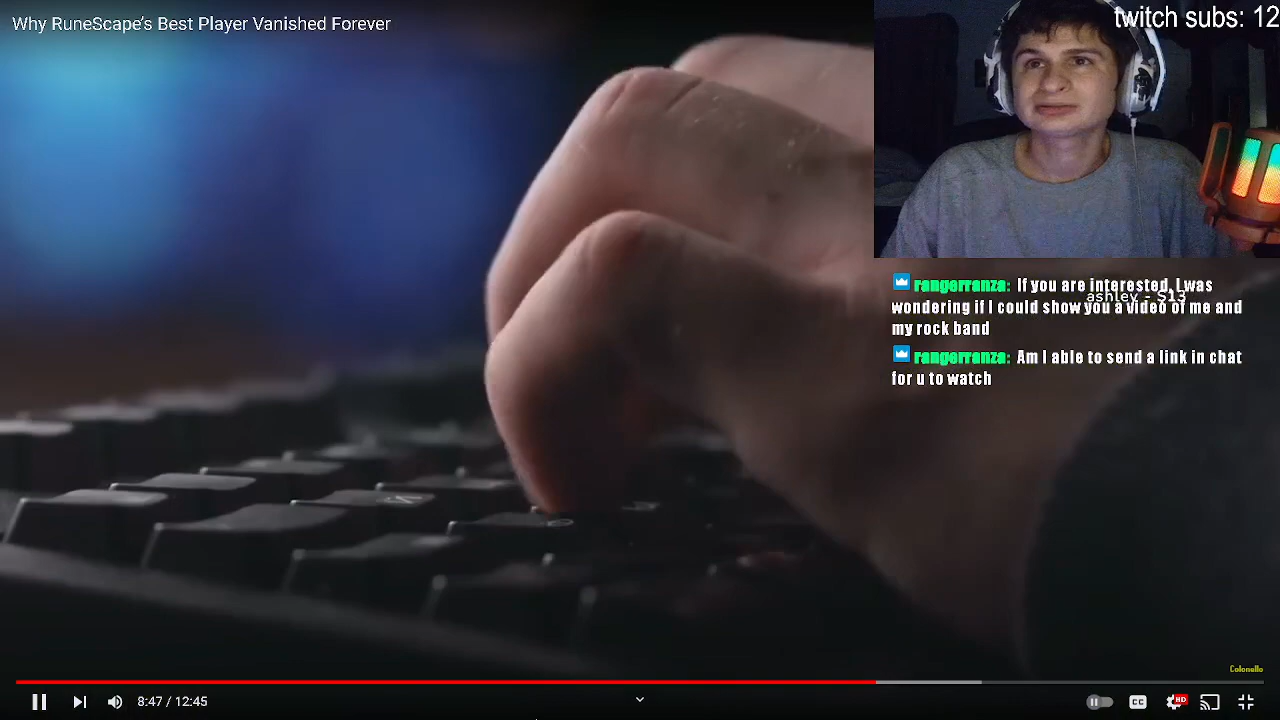 Why RuneScape's Best Player Vanished Forever
twitch subs: 12
rangerranza: If you are interested, I was
wondering if I could show you a video of me and
my rock band
ashley - $13
rangerranza: Am I able to send a link in chat
for u to watch
Colonello
8:47 / 12:45
CC
HD